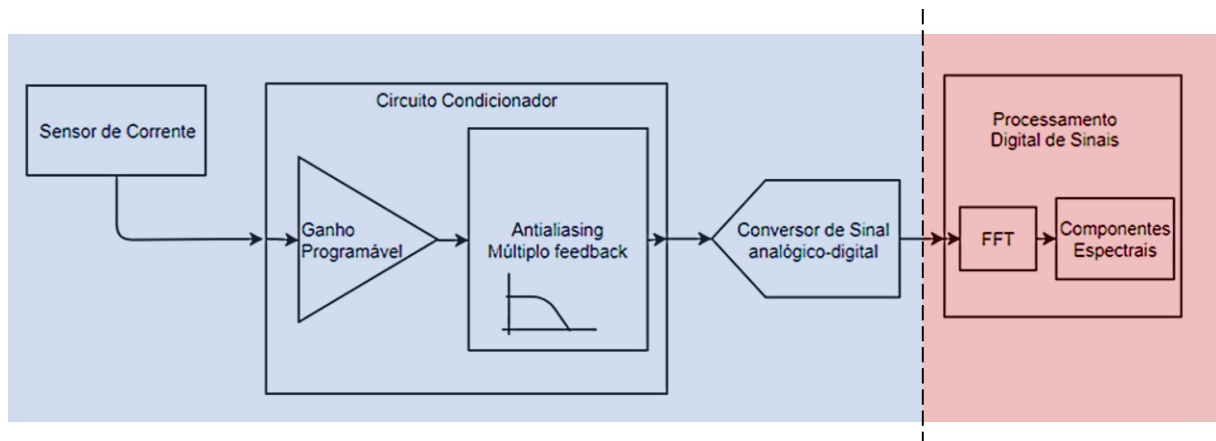 Sensor de Corrente
Circuito Condicionador
Ganho
Programável
Antialiasing
Múltiplo feedback
Conversor de Sinal
analógico-digital
Processamento
Digital de Sinais
FFT
Componentes
Espectrais